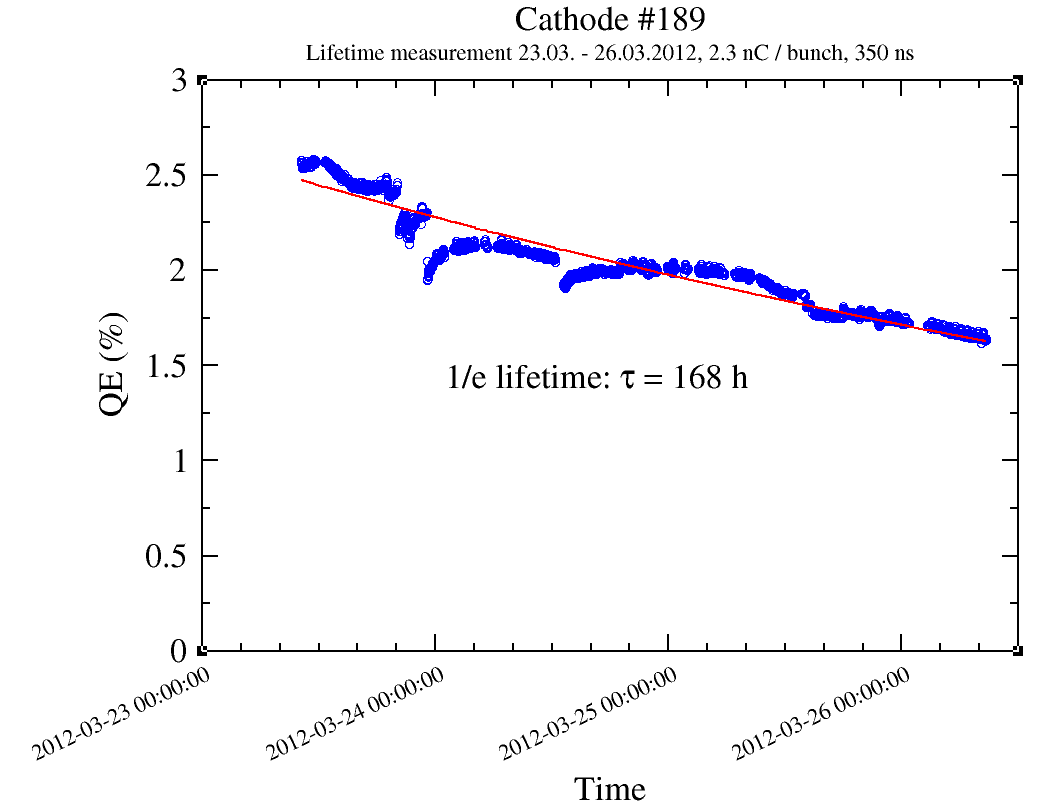 Cathode #189
Lifetime measurement 23.03. - 26.03.2012, 2.3 nC / bunch, 350 ns
3
2.5
2
1.5
1
0.5
0
QE (%)
1/e lifetime: τ = 168 h
2012-03-23 00:00:00
2012-03-24 00:00:00
2012-03-25 00:00:00
2012-03-26 00:00:00
Time